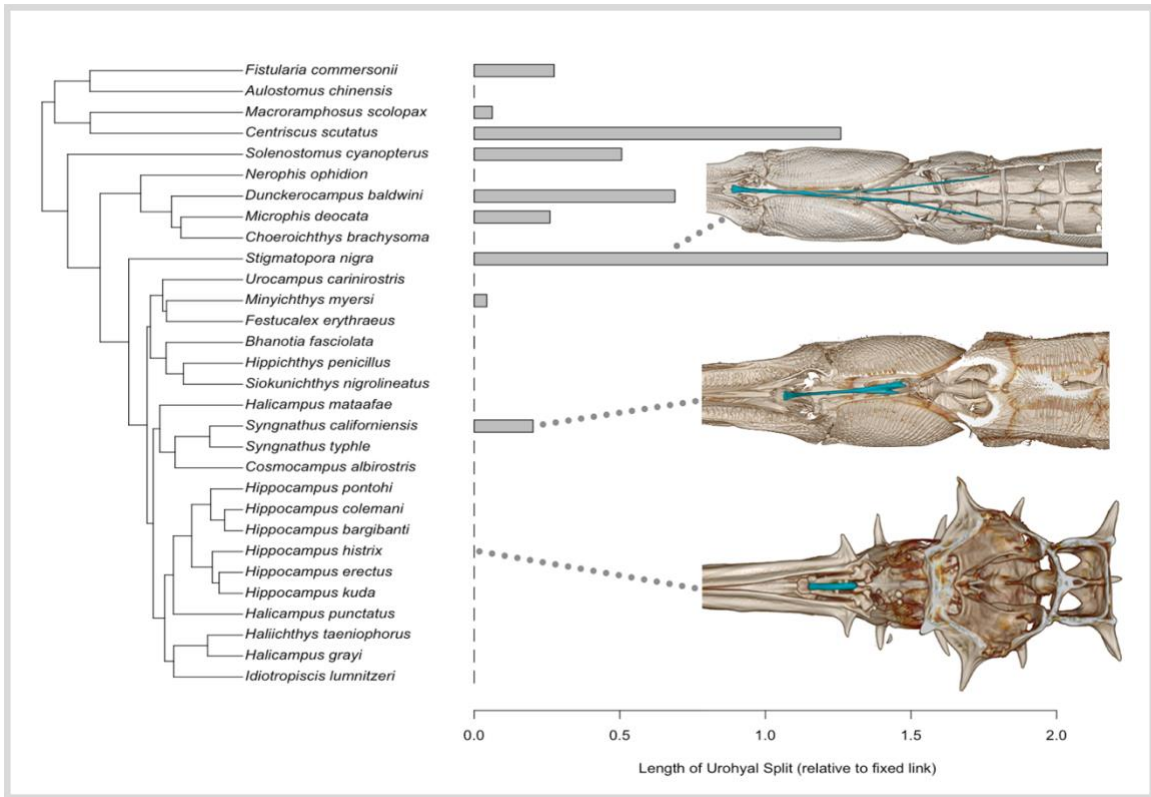 Fistularia commersonii
Aulostomus chinensis
Macroramphosus scolopax
Centriscus scutatus
Solenostomus cyanopterus
Nerophis ophidion
Dunckerocampus baldwini
Microphis deocata
Choeroichthys brachysoma
Stigmatopora nigra
Urocampus carinirostris
Minyichthys myersi
Festucalex erythraeus
Bhanotia fasciolata
Hippichthys penicillus
Siokunichthys nigrolineatus
Halicampus mataafae
Syngnathus californiensis
Syngnathus typhle
Cosmocampus albirostris
Hippocampus pontohi
Hippocampus colemani
Hippocampus bargibanti
Hippocampus histrix
Hippocampus erectus
Hippocampus kuda
Halicampus punctatus
Haliichthys taeniophorus
Halicampus grayi
Idiotropiscis lumnitzeri
0.0 0.5 1.0 1.5 2.0
Length of Urohyal Split (relative to fixed link)